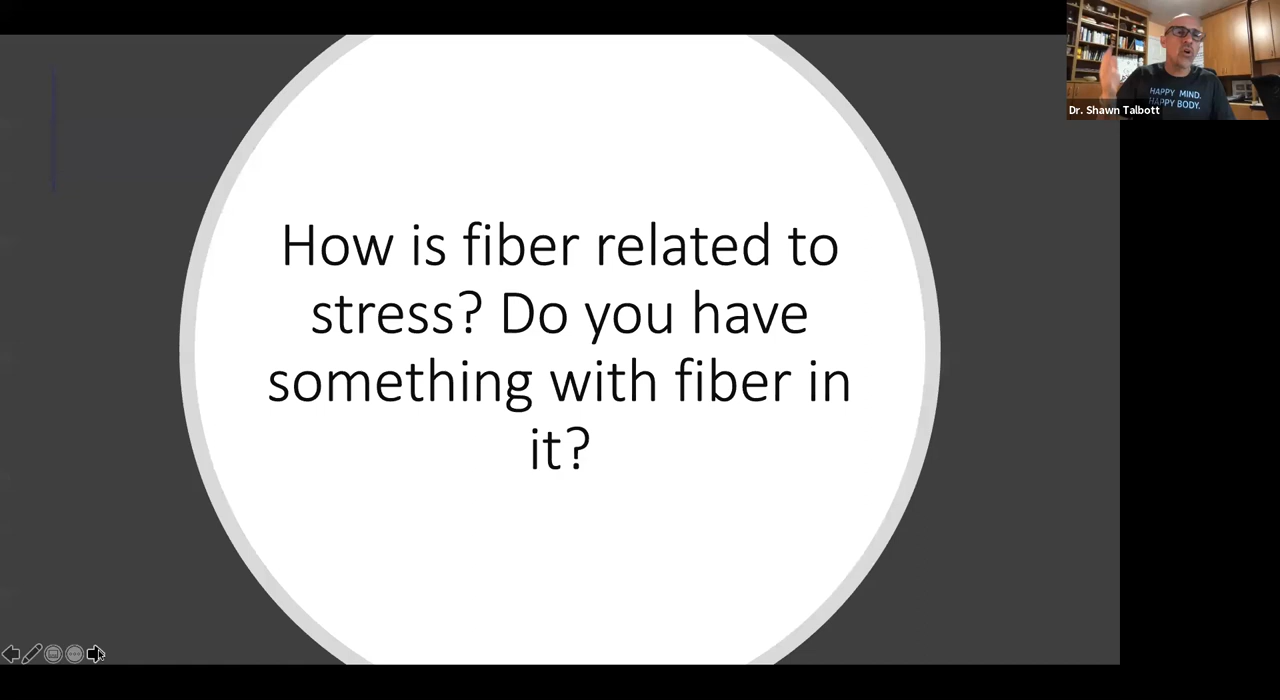 How is fiber related to
stress? Do you have
something with fiber in
it?
HAPPY MIND.
HAPPY BODY.
Dr. Shawn Talbott